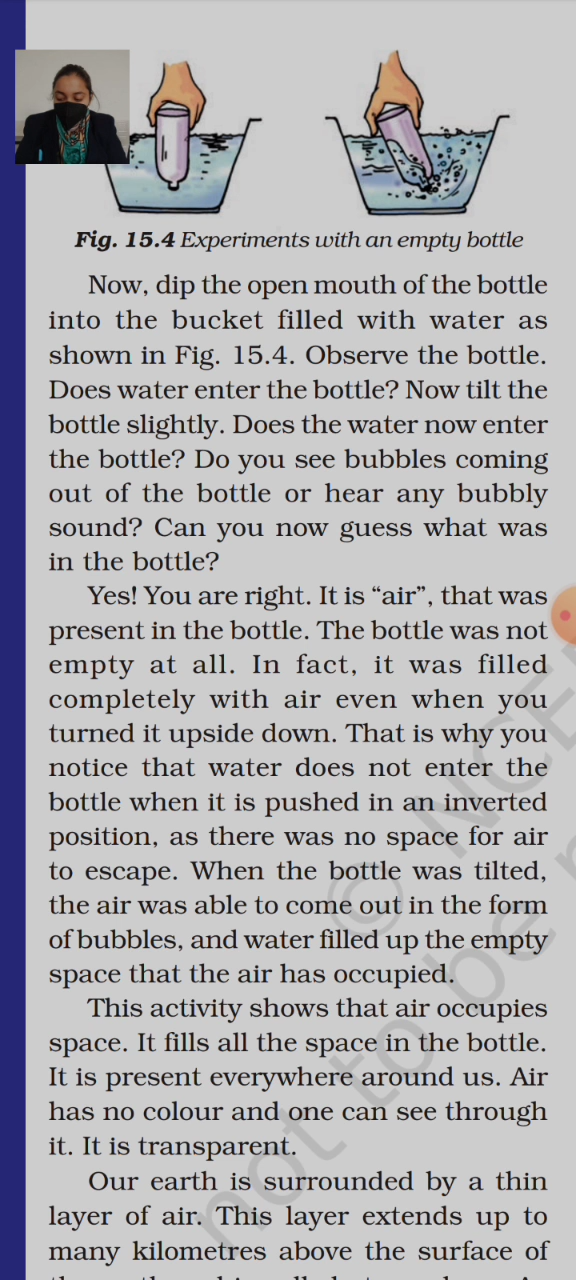 Fig. 15.4 Experiments with an empty bottle
Now, dip the open mouth of the bottle
into the bucket filled with water as
shown in Fig. 15.4. Observe the bottle.
Does water enter the bottle? Now tilt the
bottle slightly. Does the water now enter
the bottle? Do you see bubbles coming
out of the bottle or hear any bubbly
sound? Can you now guess what was
in the bottle?
Yes! You are right. It is “air”, that was
present in the bottle. The bottle was not
empty at all. In fact, it was filled
completely with air even when you
turned it upside down. That is why you
notice that water does not enter the
bottle when it is pushed in an inverted
position, as there was no space for air
to escape. When the bottle was tilted,
the air was able to come out in the form
of bubbles, and water filled up the empty
space that the air has occupied.
This activity shows that air occupies
space. It fills all the space in the bottle.
It is present everywhere around us. Air
has no colour and one can see through
it. It is transparent.
Our earth is surrounded by a thin
layer of air. This layer extends up to
many kilometres above the surface of
© NCE
not to be